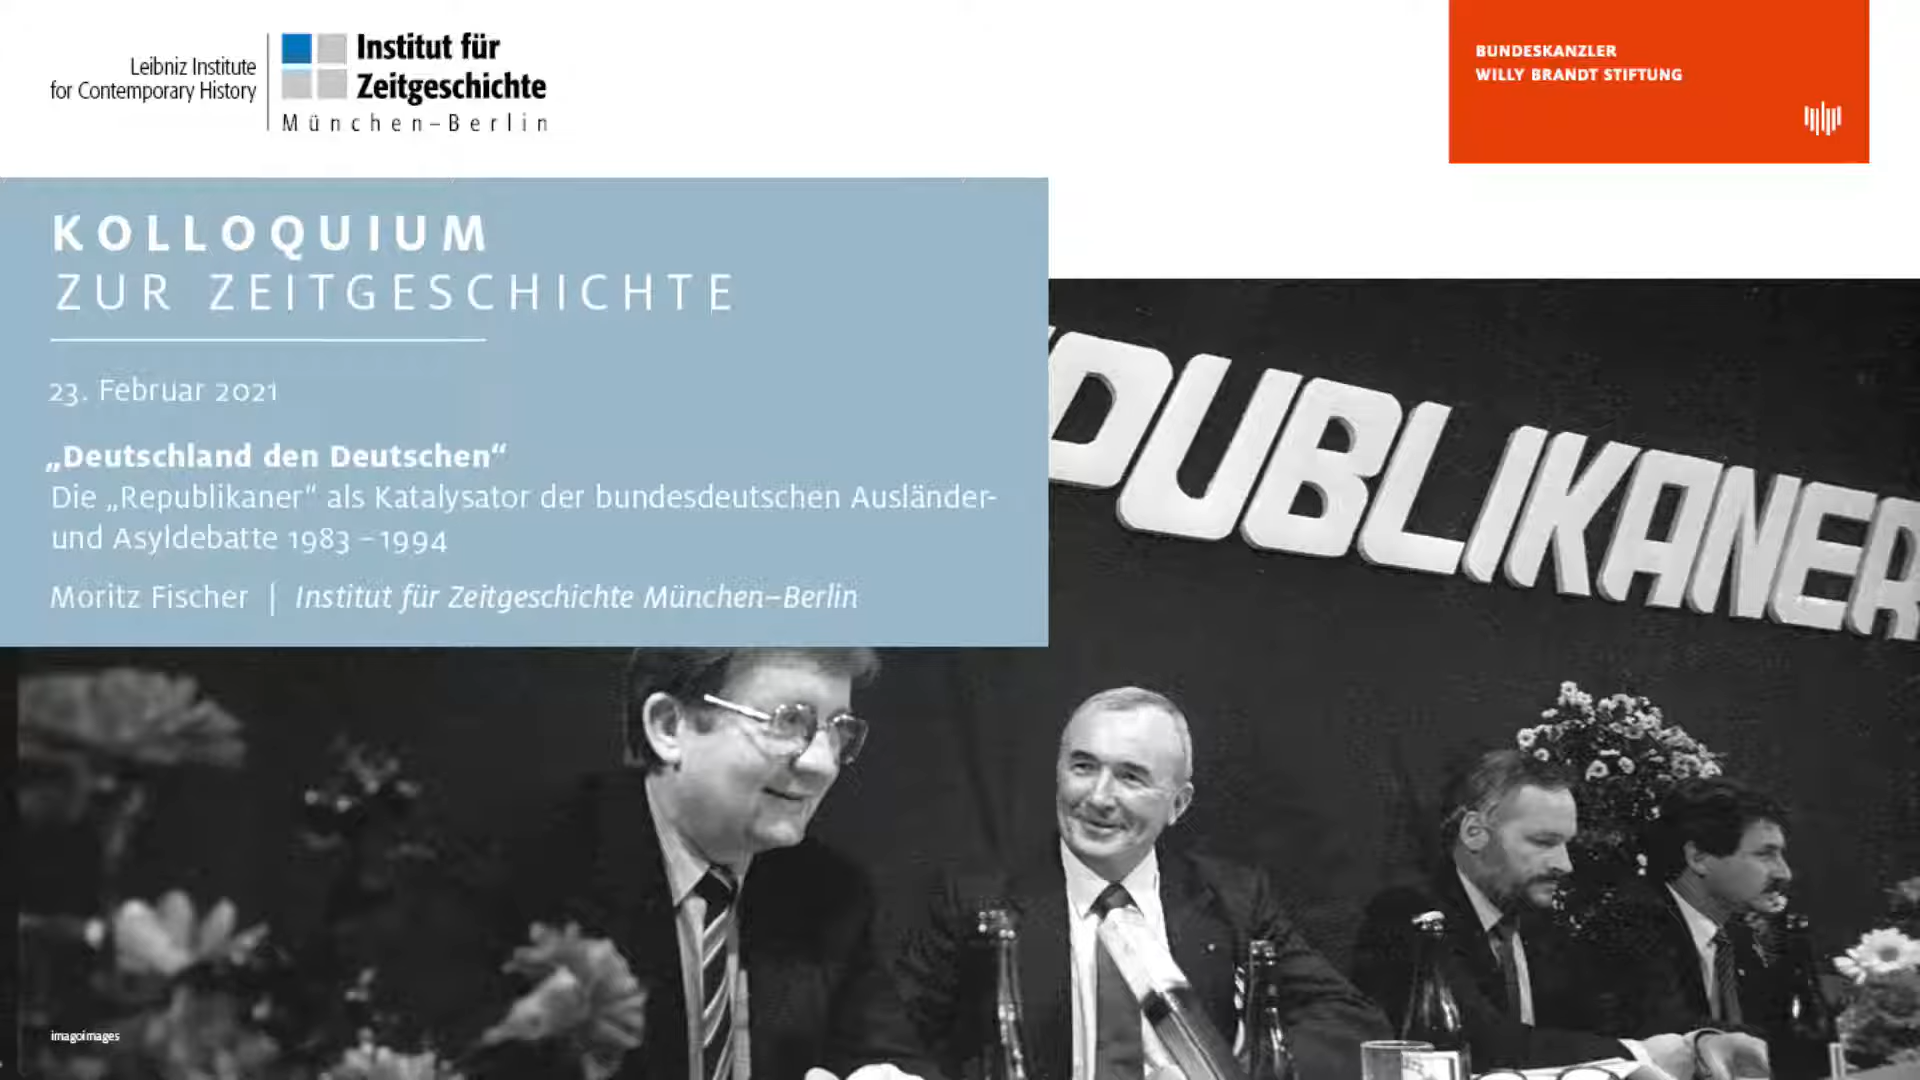 Leibniz Institute
for Contemporary History
Institut für
Zeitgeschichte
München–Berlin
BUNDESKANZLER
WILLY BRANDT STIFTUNG
KOLLOQUIUM
ZUR ZEITGESCHICHTE
23. Februar 2021
„Deutschland den Deutschen“
Die „Republikaner“ als Katalysator der bundesdeutschen Ausländer-
und Asyldebatte 1983 – 1994
Moritz Fischer | Institut für Zeitgeschichte München–Berlin
PUBLIKANER
imagoimages